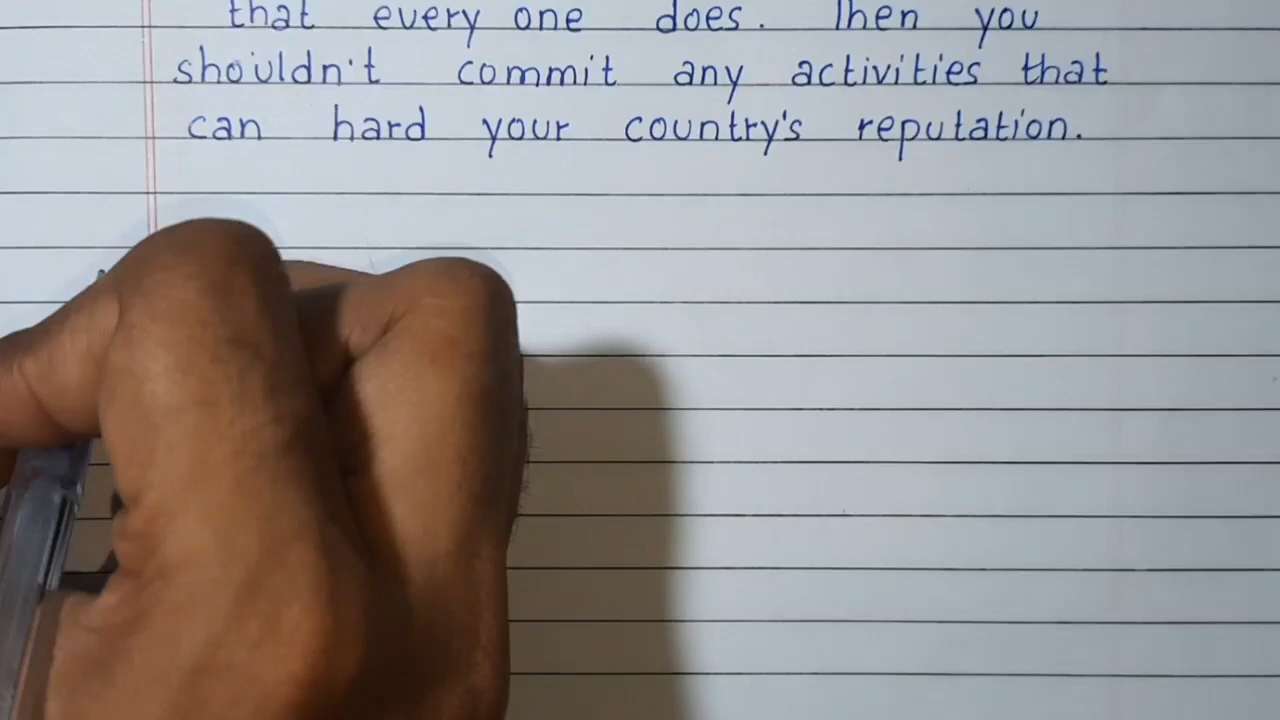 that every one does. Then you
shouldn't commit any activities that
can hard your country's reputation.